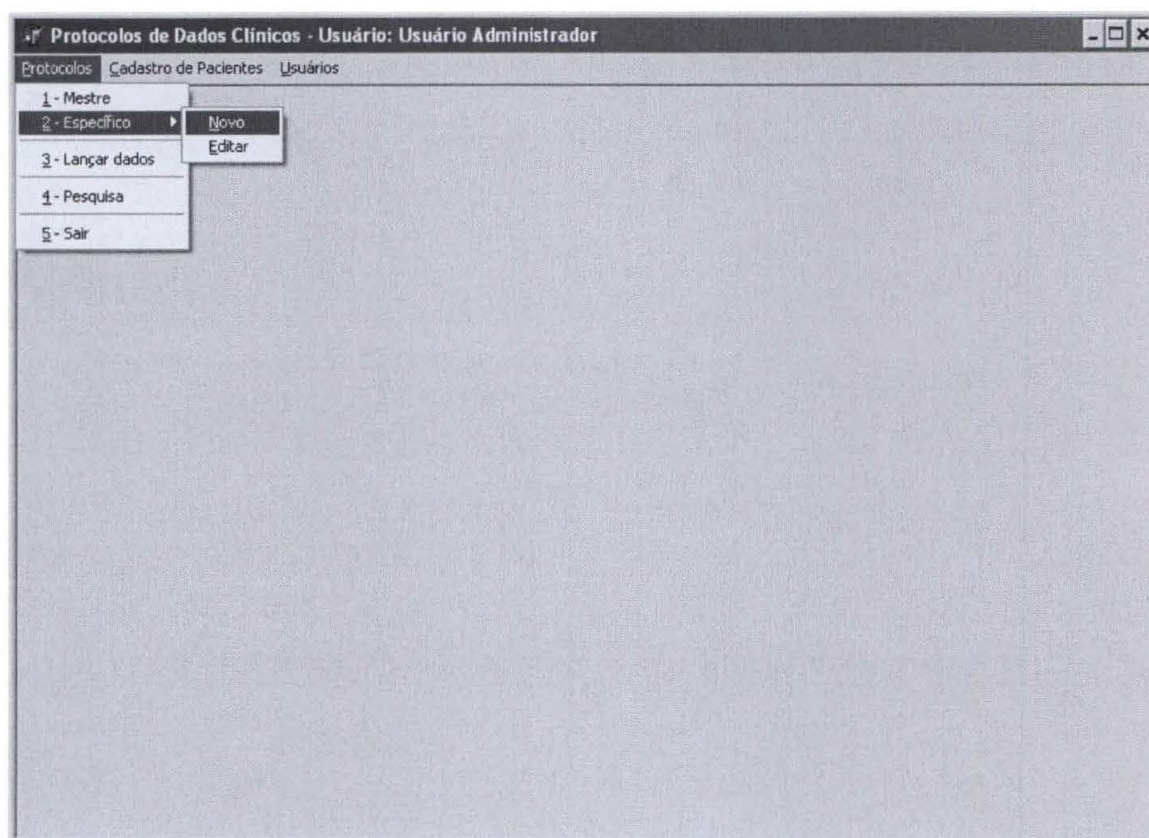 Protocolos de Dados Clínicos - Usuário: Usuário Administrador
Protocolos Cadastro de Pacientes Usuários
1 - Mestre
2 - Específico
Novo
Editar
3 - Lançar dados
4 - Pesquisa
5 - Sair